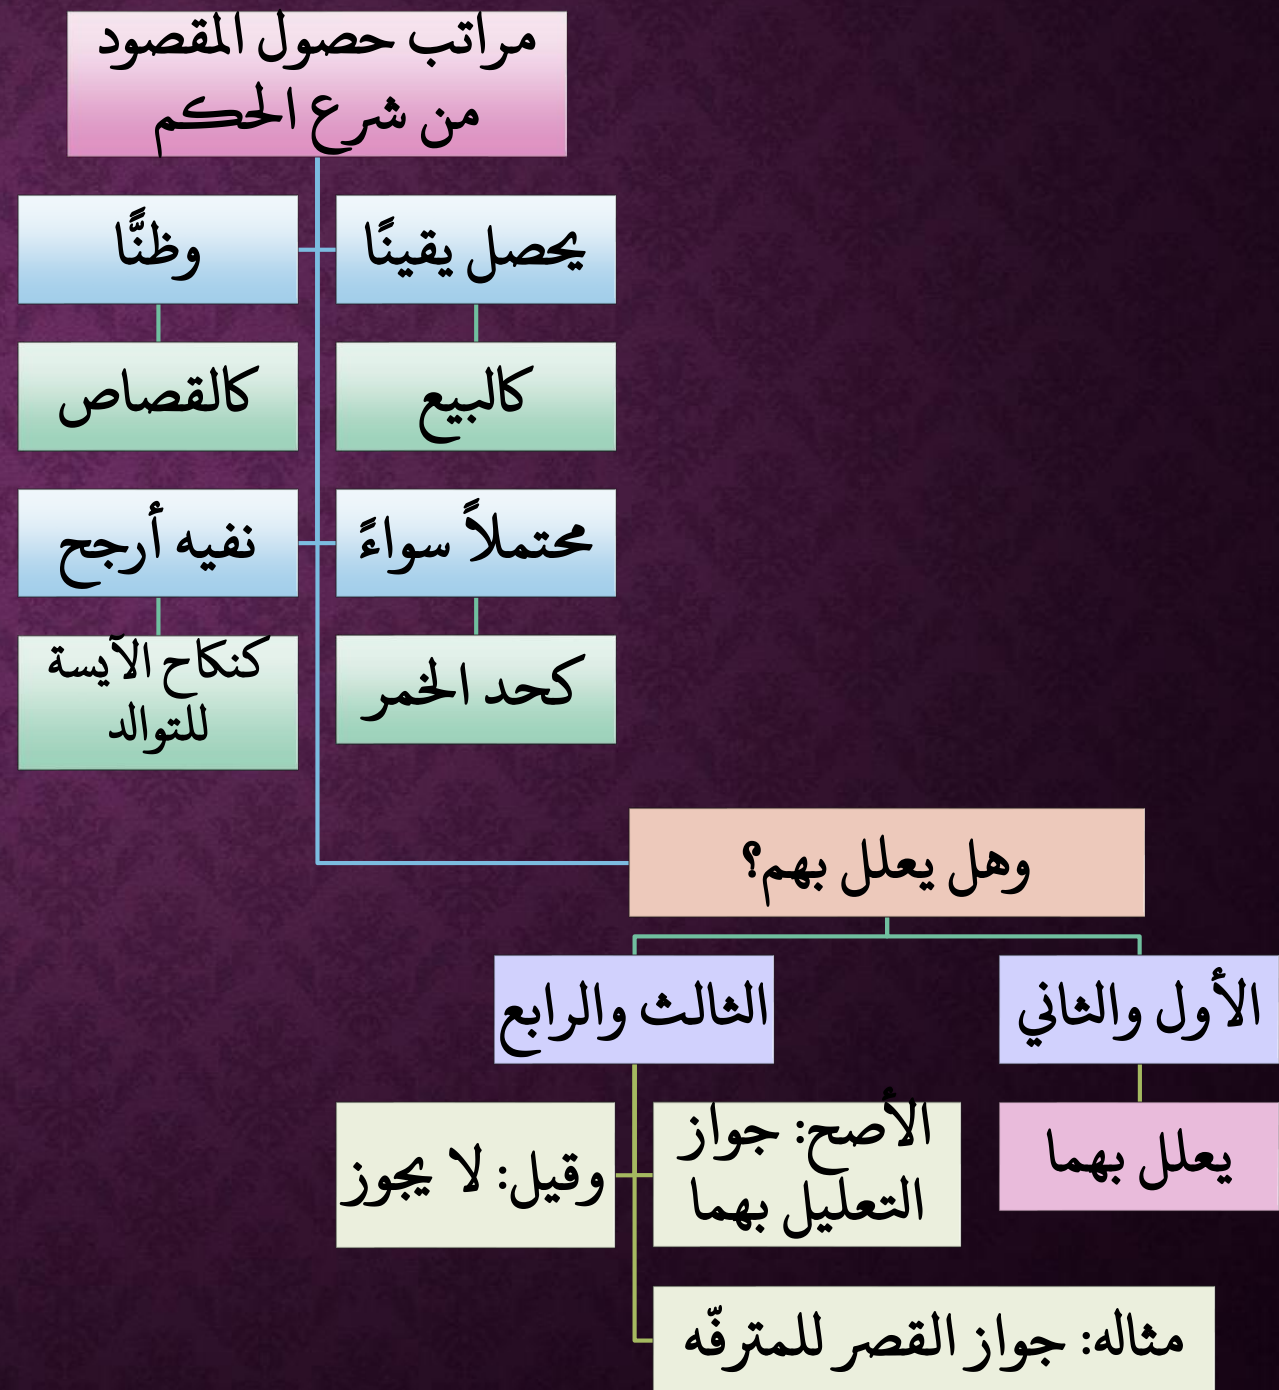 مراتب حصول المقصود
من شرع الحكم
يحصل يقينًا
وظنًّا
كالبيع
كالقصاص
محتملاً سواءً
نفيه أرجح
كحد الخمر
كنكاح الآيسة
للتوالد
وهل يعلل بهم؟
الأول والثاني
الثالث والرابع
يعلل بهما
الأصح: جواز
التعليل بهما
وقيل: لا يجوز
مثاله: جواز القصر للمترفّه